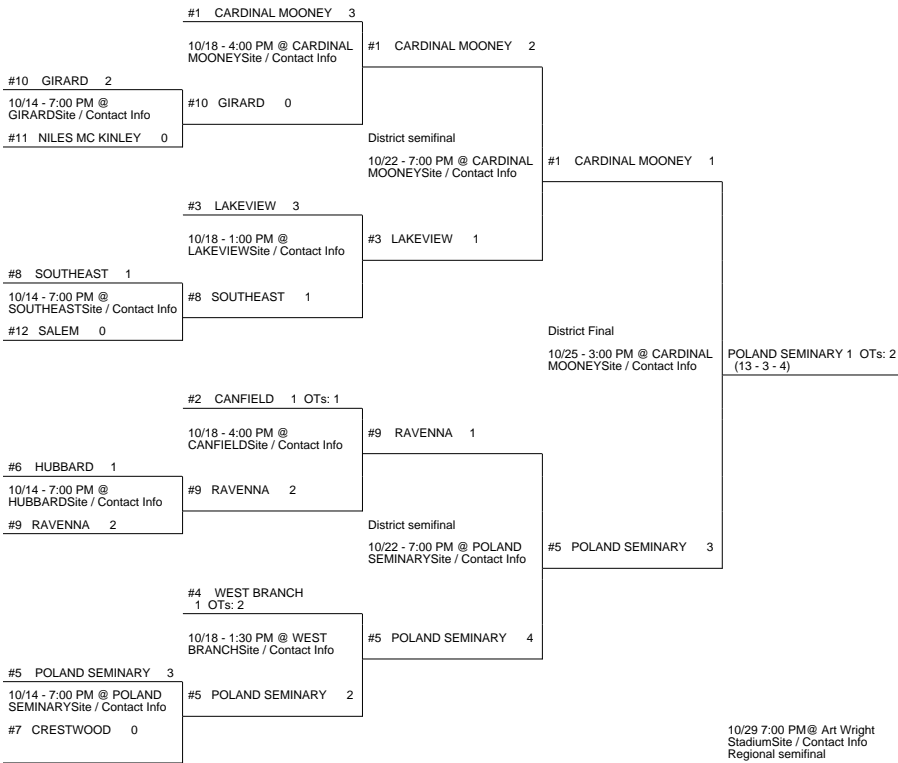 #1 CARDINAL MOONEY 3
10/18 - 4:00 PM @ CARDINAL
MOONEYSite / Contact Info
#1 CARDINAL MOONEY 2
#10 GIRARD 2
10/14 - 7:00 PM @
GIRARDSite / Contact Info
#10 GIRARD 0
#11 NILES MC KINLEY 0
District semifinal
10/22 - 7:00 PM @ CARDINAL
MOONEYSite / Contact Info
#1 CARDINAL MOONEY 1
#3 LAKEVIEW 3
10/18 - 1:00 PM @
LAKEVIEWSite / Contact Info
#3 LAKEVIEW 1
#8 SOUTHEAST 1
10/14 - 7:00 PM @
SOUTHEASTSite / Contact Info
#8 SOUTHEAST 1
#12 SALEM 0
District Final
10/25 - 3:00 PM @ CARDINAL
MOONEYSite / Contact Info
POLAND SEMINARY 1 OTs: 2
(13 - 3 - 4)
#2 CANFIELD 1 OTs: 1
10/18 - 4:00 PM @
CANFIELDSite / Contact Info
#9 RAVENNA 1
#6 HUBBARD 1
10/14 - 7:00 PM @
HUBBARDSite / Contact Info
#9 RAVENNA 2
#9 RAVENNA 2
District semifinal
10/22 - 7:00 PM @ POLAND
SEMINARYSite / Contact Info
#5 POLAND SEMINARY 3
#4 WEST BRANCH
1 OTs: 2
10/18 - 1:30 PM @ WEST
BRANCHSite / Contact Info
#5 POLAND SEMINARY 4
#5 POLAND SEMINARY 3
10/14 - 7:00 PM @ POLAND
SEMINARYSite / Contact Info
#5 POLAND SEMINARY 2
#7 CRESTWOOD 0
10/29 7:00 PM@ Art Wright
StadiumSite / Contact Info
Regional semifinal